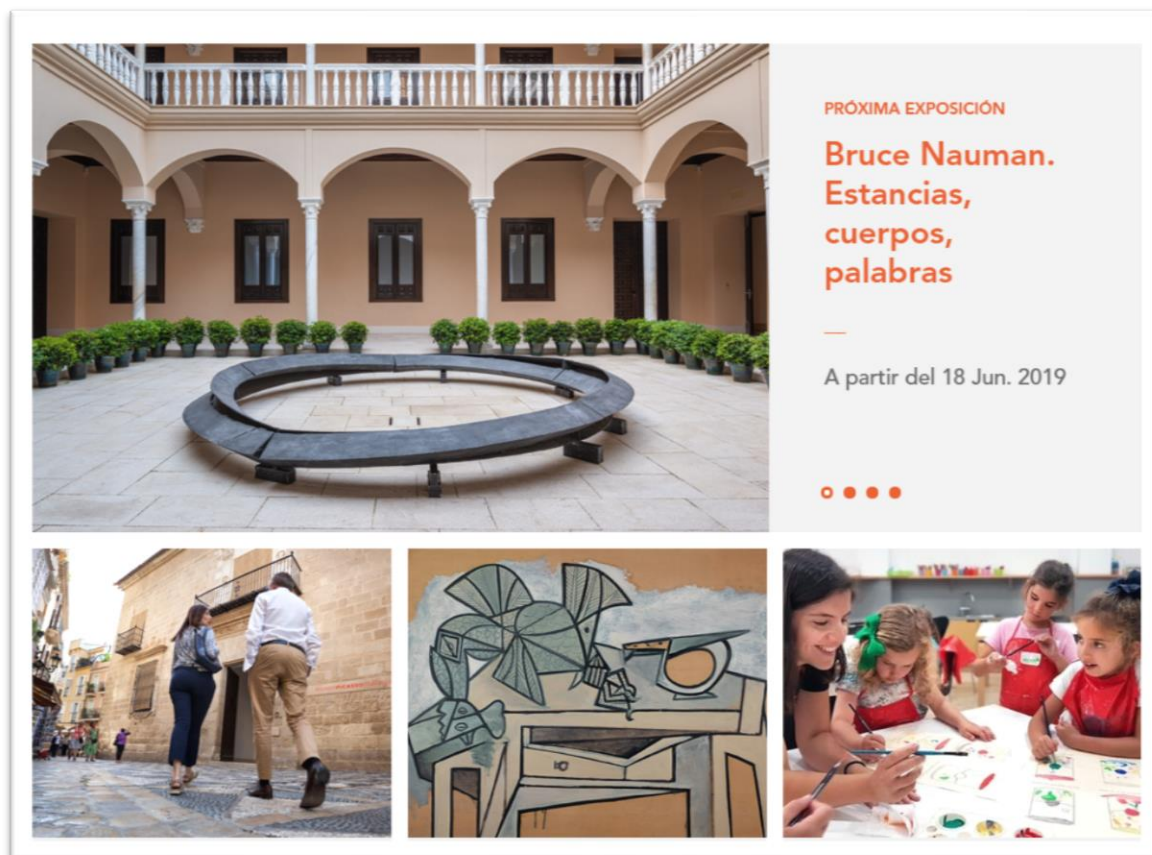 PRÓXIMA EXPOSICIÓN
Bruce Nauman.
Estancias,
cuerpos,
palabras
A partir del 18 Jun. 2019